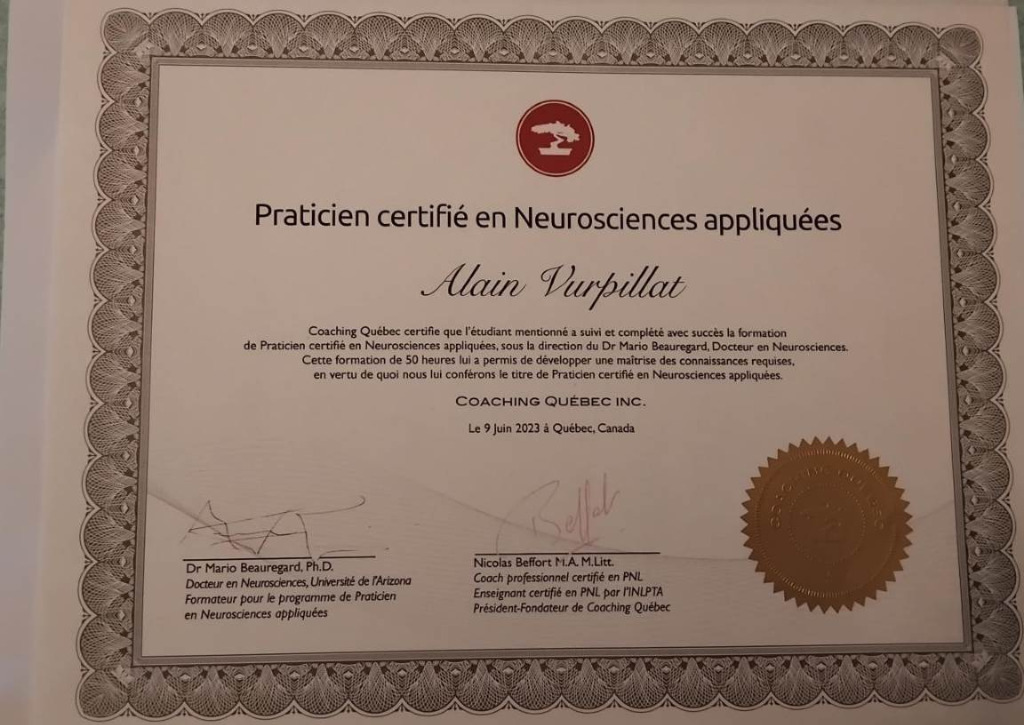 Praticien certifié en Neurosciences appliquées
Alain Vurpillat
Coaching Québec certifie que l'étudiant mentionné a suivi et complété avec succès la formation
de Praticien certifié en Neurosciences appliquées, sous la direction du Dr Mario Beauregard, Docteur en Neurosciences.
Cette formation de 50 heures lui a permis de développer une maîtrise des connaissances requises,
en vertu de quoi nous lui conférons le titre de Praticien certifié en Neurosciences appliquées.
COACHING QUÉBEC INC.
Le 9 Juin 2023 à Québec, Canada
Dr Mario Beauregard, Ph.D.
Docteur en Neurosciences, Université de l'Arizona
Formateur pour le programme de Praticien
en Neurosciences appliquées
Nicolas Beffort M.A. M.Litt.
Coach professionnel certifié en PNL
Enseignant certifié en PNL par l'INLPTA
Président-Fondateur de Coaching Québec